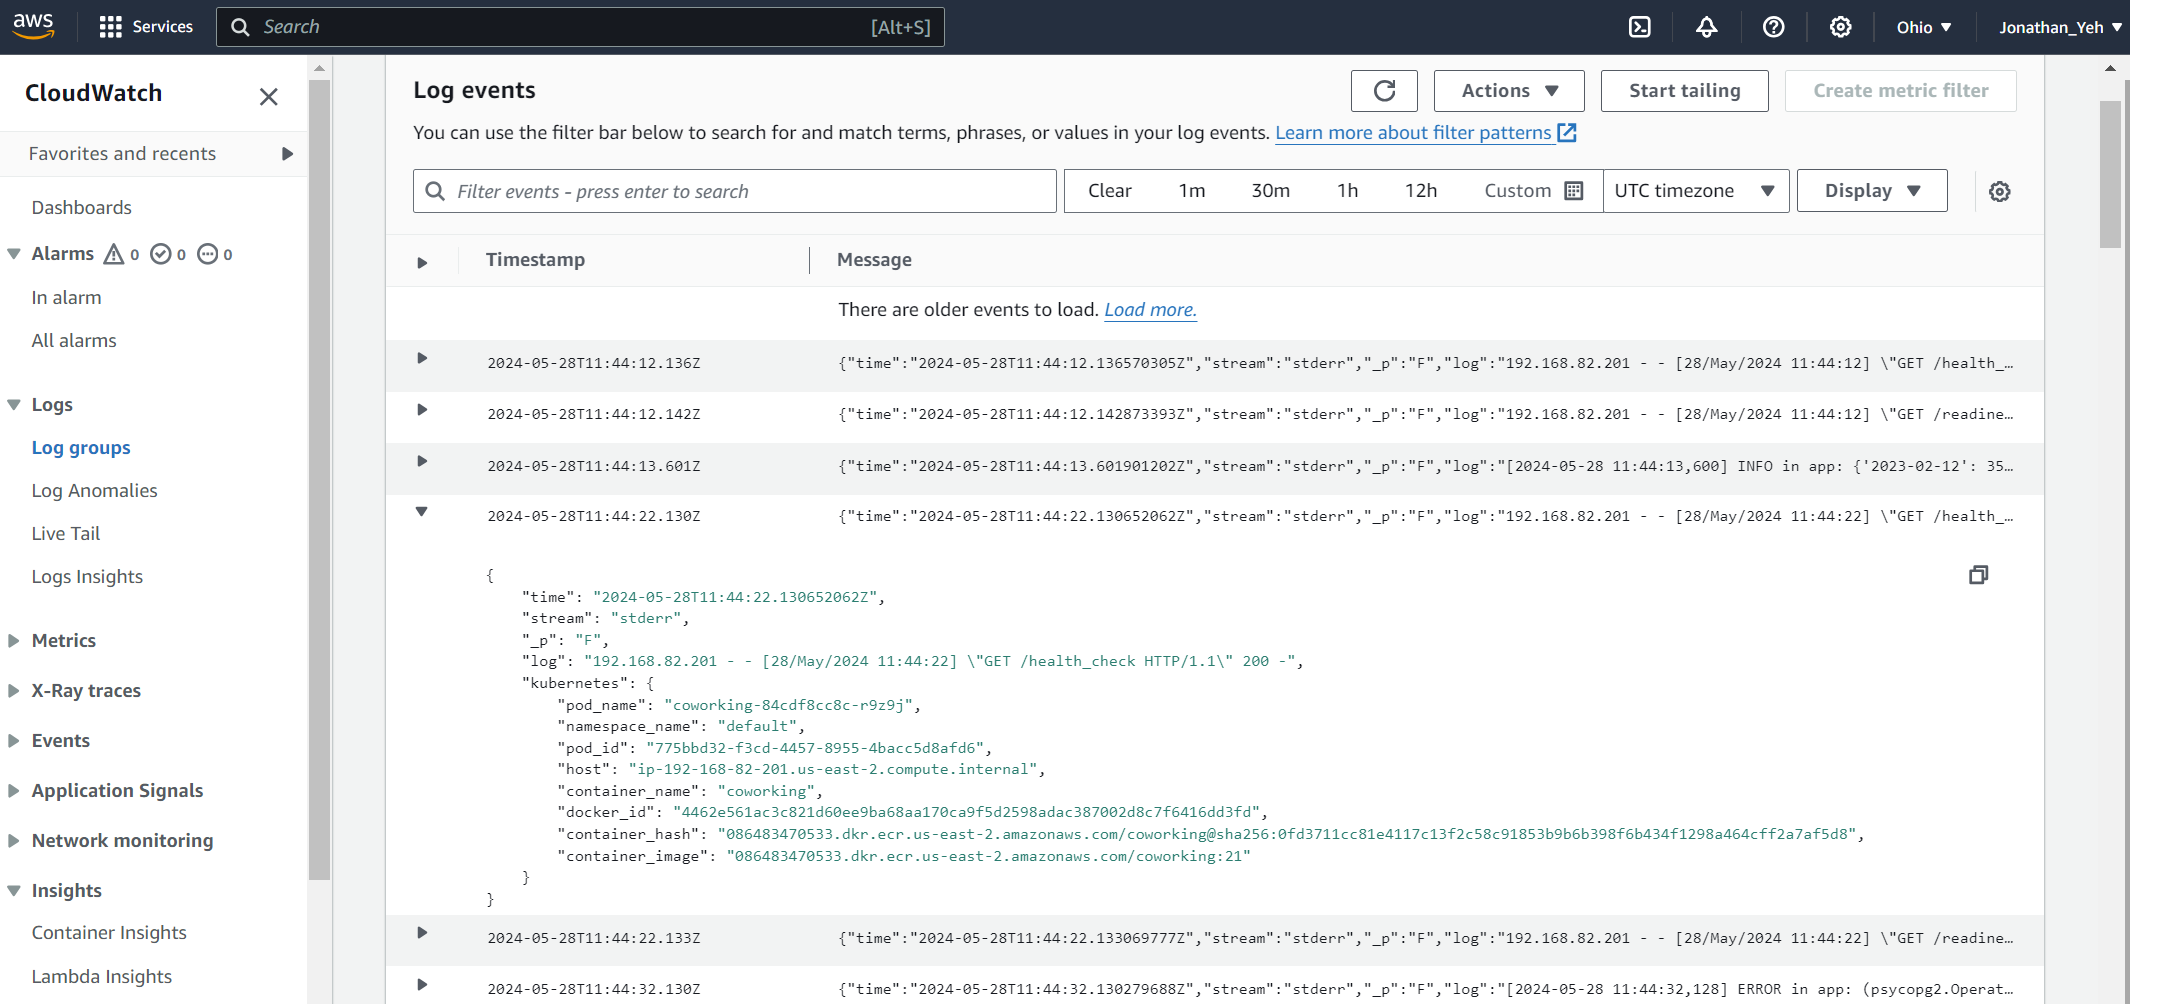 aws
Services
Search
[Alt+S]
Ohio
Jonathan_Yeh
CloudWatch
Favorites and recents
Dashboards
Alarms 0 0 0
In alarm
All alarms
Logs
Log groups
Log Anomalies
Live Tail
Logs Insights
Metrics
X-Ray traces
Events
Application Signals
Network monitoring
Insights
Container Insights
Lambda Insights
Log events
Actions
Start tailing
Create metric filter
You can use the filter bar below to search for and match terms, phrases, or values in your log events. Learn more about filter patterns
Filter events - press enter to search
Clear 1m 30m 1h 12h Custom
UTC timezone
Display
Timestamp Message
There are older events to load. Load more.
2024-05-28T11:44:12.136Z {"time":"2024-05-28T11:44:12.136570305Z","stream":"stderr","_p":"F","log":"192.168.82.201 - - [28/May/2024 11:44:12] \"GET /health_…
2024-05-28T11:44:12.142Z {"time":"2024-05-28T11:44:12.142873393Z","stream":"stderr","_p":"F","log":"192.168.82.201 - - [28/May/2024 11:44:12] \"GET /readine…
2024-05-28T11:44:13.601Z {"time":"2024-05-28T11:44:13.601901202Z","stream":"stderr","_p":"F","log":"[2024-05-28 11:44:13,600] INFO in app: {'2023-02-12': 35…
2024-05-28T11:44:22.130Z {"time":"2024-05-28T11:44:22.130652062Z","stream":"stderr","_p":"F","log":"192.168.82.201 - - [28/May/2024 11:44:22] \"GET /health_…
{
"time": "2024-05-28T11:44:22.130652062Z",
"stream": "stderr",
"_p": "F",
"log": "192.168.82.201 - - [28/May/2024 11:44:22] \"GET /health_check HTTP/1.1\" 200 -",
"kubernetes": {
"pod_name": "coworking-84cdf8cc8c-r9z9j",
"namespace_name": "default",
"pod_id": "775bbd32-f3cd-4457-8955-4bacc5d8afd6",
"host": "ip-192-168-82-201.us-east-2.compute.internal",
"container_name": "coworking",
"docker_id": "4462e561ac3c821d60ee9ba68aa170ca9f5d2598adac387002d8c7f6416dd3fd",
"container_hash": "086483470533.dkr.ecr.us-east-2.amazonaws.com/coworking@sha256:0fd3711cc81e4117c13f2c58c91853b9b6b398f6b434f1298a464cff2a7af5d8",
"container_image": "086483470533.dkr.ecr.us-east-2.amazonaws.com/coworking:21"
}
}
2024-05-28T11:44:22.133Z {"time":"2024-05-28T11:44:22.133069777Z","stream":"stderr","_p":"F","log":"192.168.82.201 - - [28/May/2024 11:44:22] \"GET /readine…
2024-05-28T11:44:32.130Z {"time":"2024-05-28T11:44:32.130279688Z","stream":"stderr","_p":"F","log":"[2024-05-28 11:44:32,128] ERROR in app: (psycopg2.Operat…